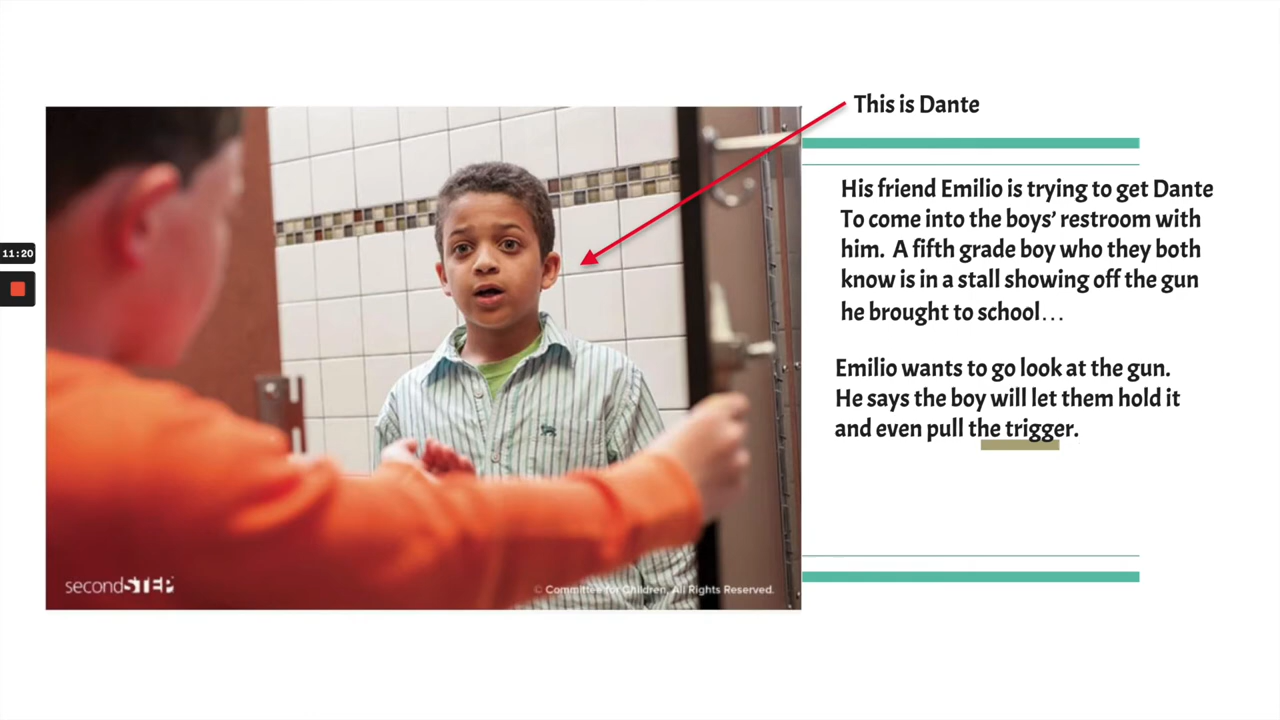 This is Dante
His friend Emilio is trying to get Dante
To come into the boys’ restroom with
him. A fifth grade boy who they both
know is in a stall showing off the gun
he brought to school...
Emilio wants to go look at the gun.
He says the boy will let them hold it
and even pull the trigger.
11:20
secondSTEP
© Committee for Children, All Rights Reserved.